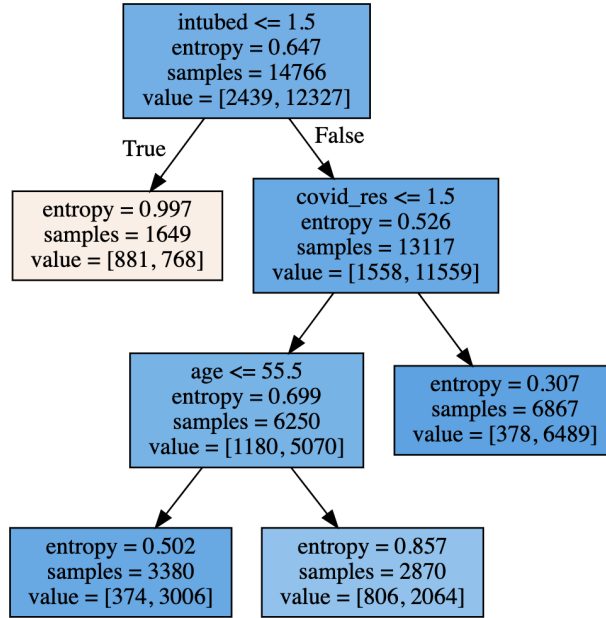 intubed <= 1.5
entropy = 0.647
samples = 14766
value = [2439, 12327]
True
False
entropy = 0.997
samples = 1649
value = [881, 768]
covid_res <= 1.5
entropy = 0.526
samples = 13117
value = [1558, 11559]
age <= 55.5
entropy = 0.699
samples = 6250
value = [1180, 5070]
entropy = 0.307
samples = 6867
value = [378, 6489]
entropy = 0.502
samples = 3380
value = [374, 3006]
entropy = 0.857
samples = 2870
value = [806, 2064]